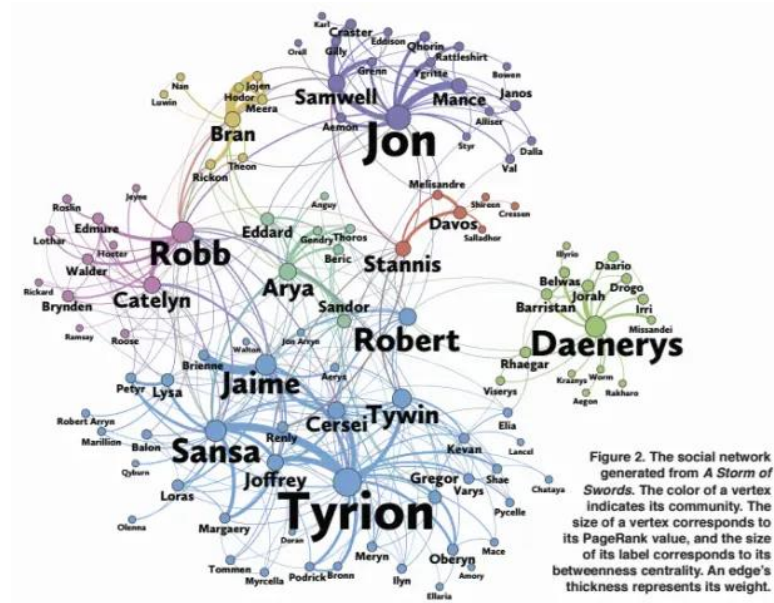 Karl
Craster
Eddison
Qhorin
Orell
Gilly
Rattleshirt
Grenn
Ygritte
Bowen
Nan
Jojen
Samwell
Mance
Janos
Luwin
Hodor
Meera
Aemon
Alliser
Bran
Jon
Styr
Dalla
Theon
Val
Rickon
Melisandre
Jeyne
Anguy
Shireen
Roslin
Creasen
Davos
Edmure
Eddard
Gendry
Thoros
Salladhor
Lothar
Hoster
Robb
Beric
Stannis
Illyrio
Daario
Walder
Arya
Belwas
Drogo
Rickard
Catelyn
Jorah
Brynden
Sandor
Barristan
Irri
Missandei
Ramsay
Roose
Walton
Jon Arryn
Robert
Daenerys
Brienne
Rhaegar
Petyr
Lysa
Jaime
Aerys
Kraznys
Worm
Viserys
Rakharo
Aegon
Robert Arryn
Cersei
Tywin
Elia
Marillion
Balon
Sansa
Renly
Kevan
Lancel
Qyburn
Joffrey
Gregor
Shae
Varys
Chataya
Loras
Tyrion
Pycelle
Olenna
Margaery
Doran
Meryn
Oberyn
Mace
Tommen
Myrcella
Podrick
Bronn
Ilyn
Amory
Ellaria
Figure 2. The social network
generated from A Storm of
Swords. The color of a vertex
indicates its community. The
size of a vertex corresponds to
its PageRank value, and the size
of its label corresponds to its
betweenness centrality. An edge's
thickness represents its weight.